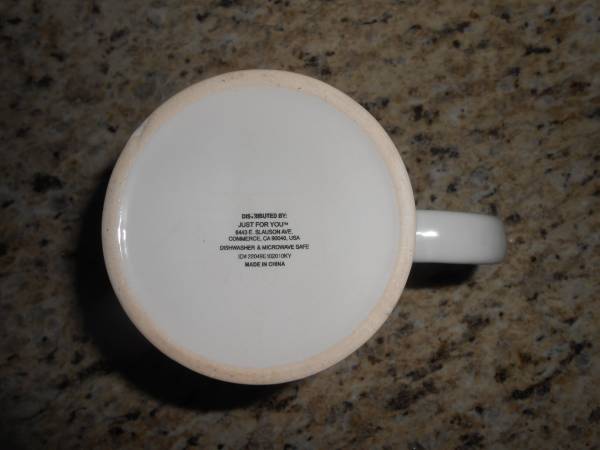 DISTRIBUTED BY:
JUST FOR YOU™
6443 E. SLAUSON AVE.
COMMERCE, CA 90040, USA
DISHWASHER & MICROWAVE SAFE
MADE IN CHINA